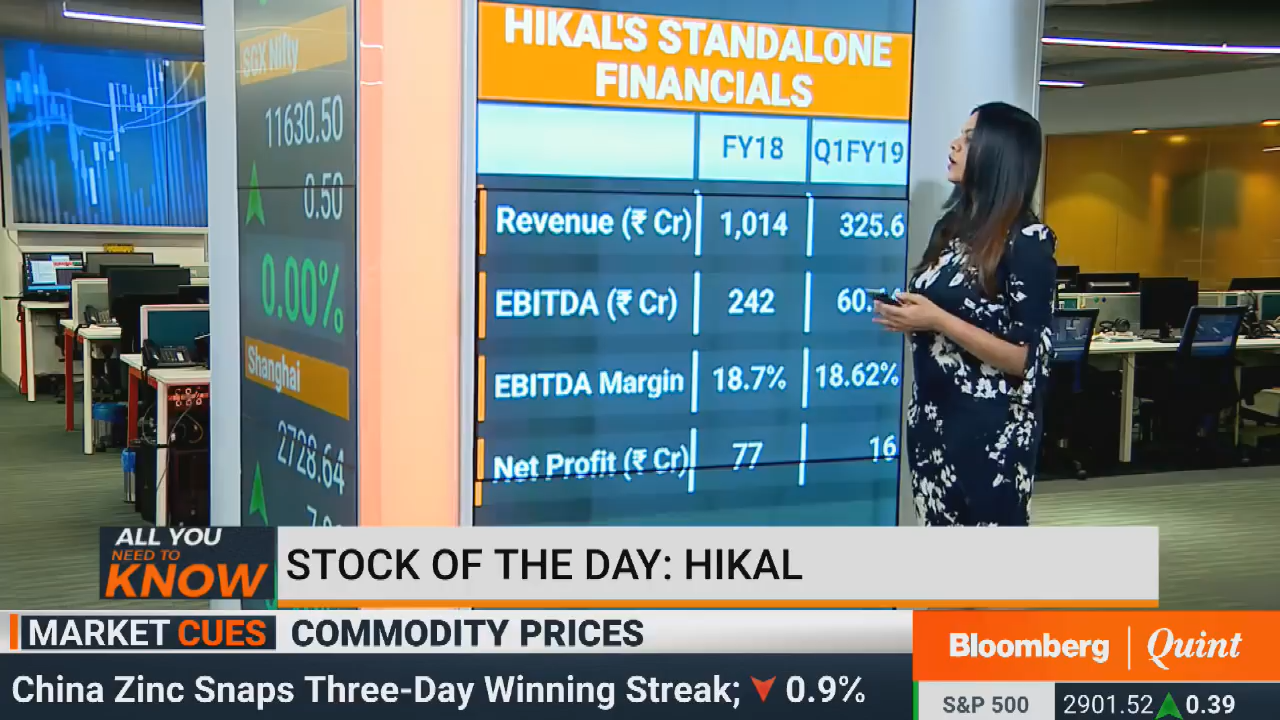 SGX Nifty
11630.50
0.50
0.00%
Shanghai
2728.64
HIKAL'S STANDALONE
FINANCIALS
FY18 Q1FY19
Revenue (₹ Cr) 1,014 325.6
EBITDA (₹ Cr) 242
EBITDA Margin 18.7% 18.62%
Net Profit (₹ Cr) 77 16
ALL YOU
NEED TO
KNOW
STOCK OF THE DAY: HIKAL
MARKET CUES COMMODITY PRICES
China Zinc Snaps Three-Day Winning Streak; ▼ 0.9%
Bloomberg | Quint
S&P 500 2901.52 ▲ 0.39